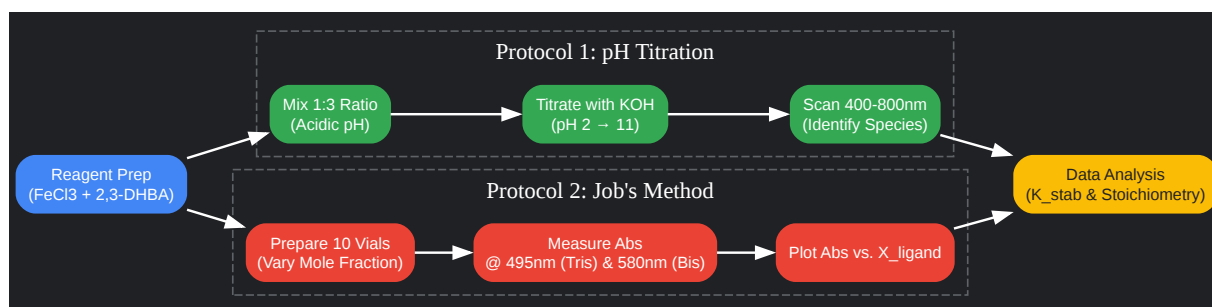 Protocol 1: pH Titration
Mix 1:3 Ratio
(Acidic pH)
Titrate with KOH
(pH 2 → 11)
Scan 400-800nm
(Identify Species)
Reagent Prep
(FeCl3 + 2,3-DHBA)
Data Analysis
(K_stab & Stoichiometry)
Protocol 2: Job's Method
Prepare 10 Vials
(Vary Mole Fraction)
Measure Abs
@ 495nm (Tris) & 580nm (Bis)
Plot Abs vs. X_ligand